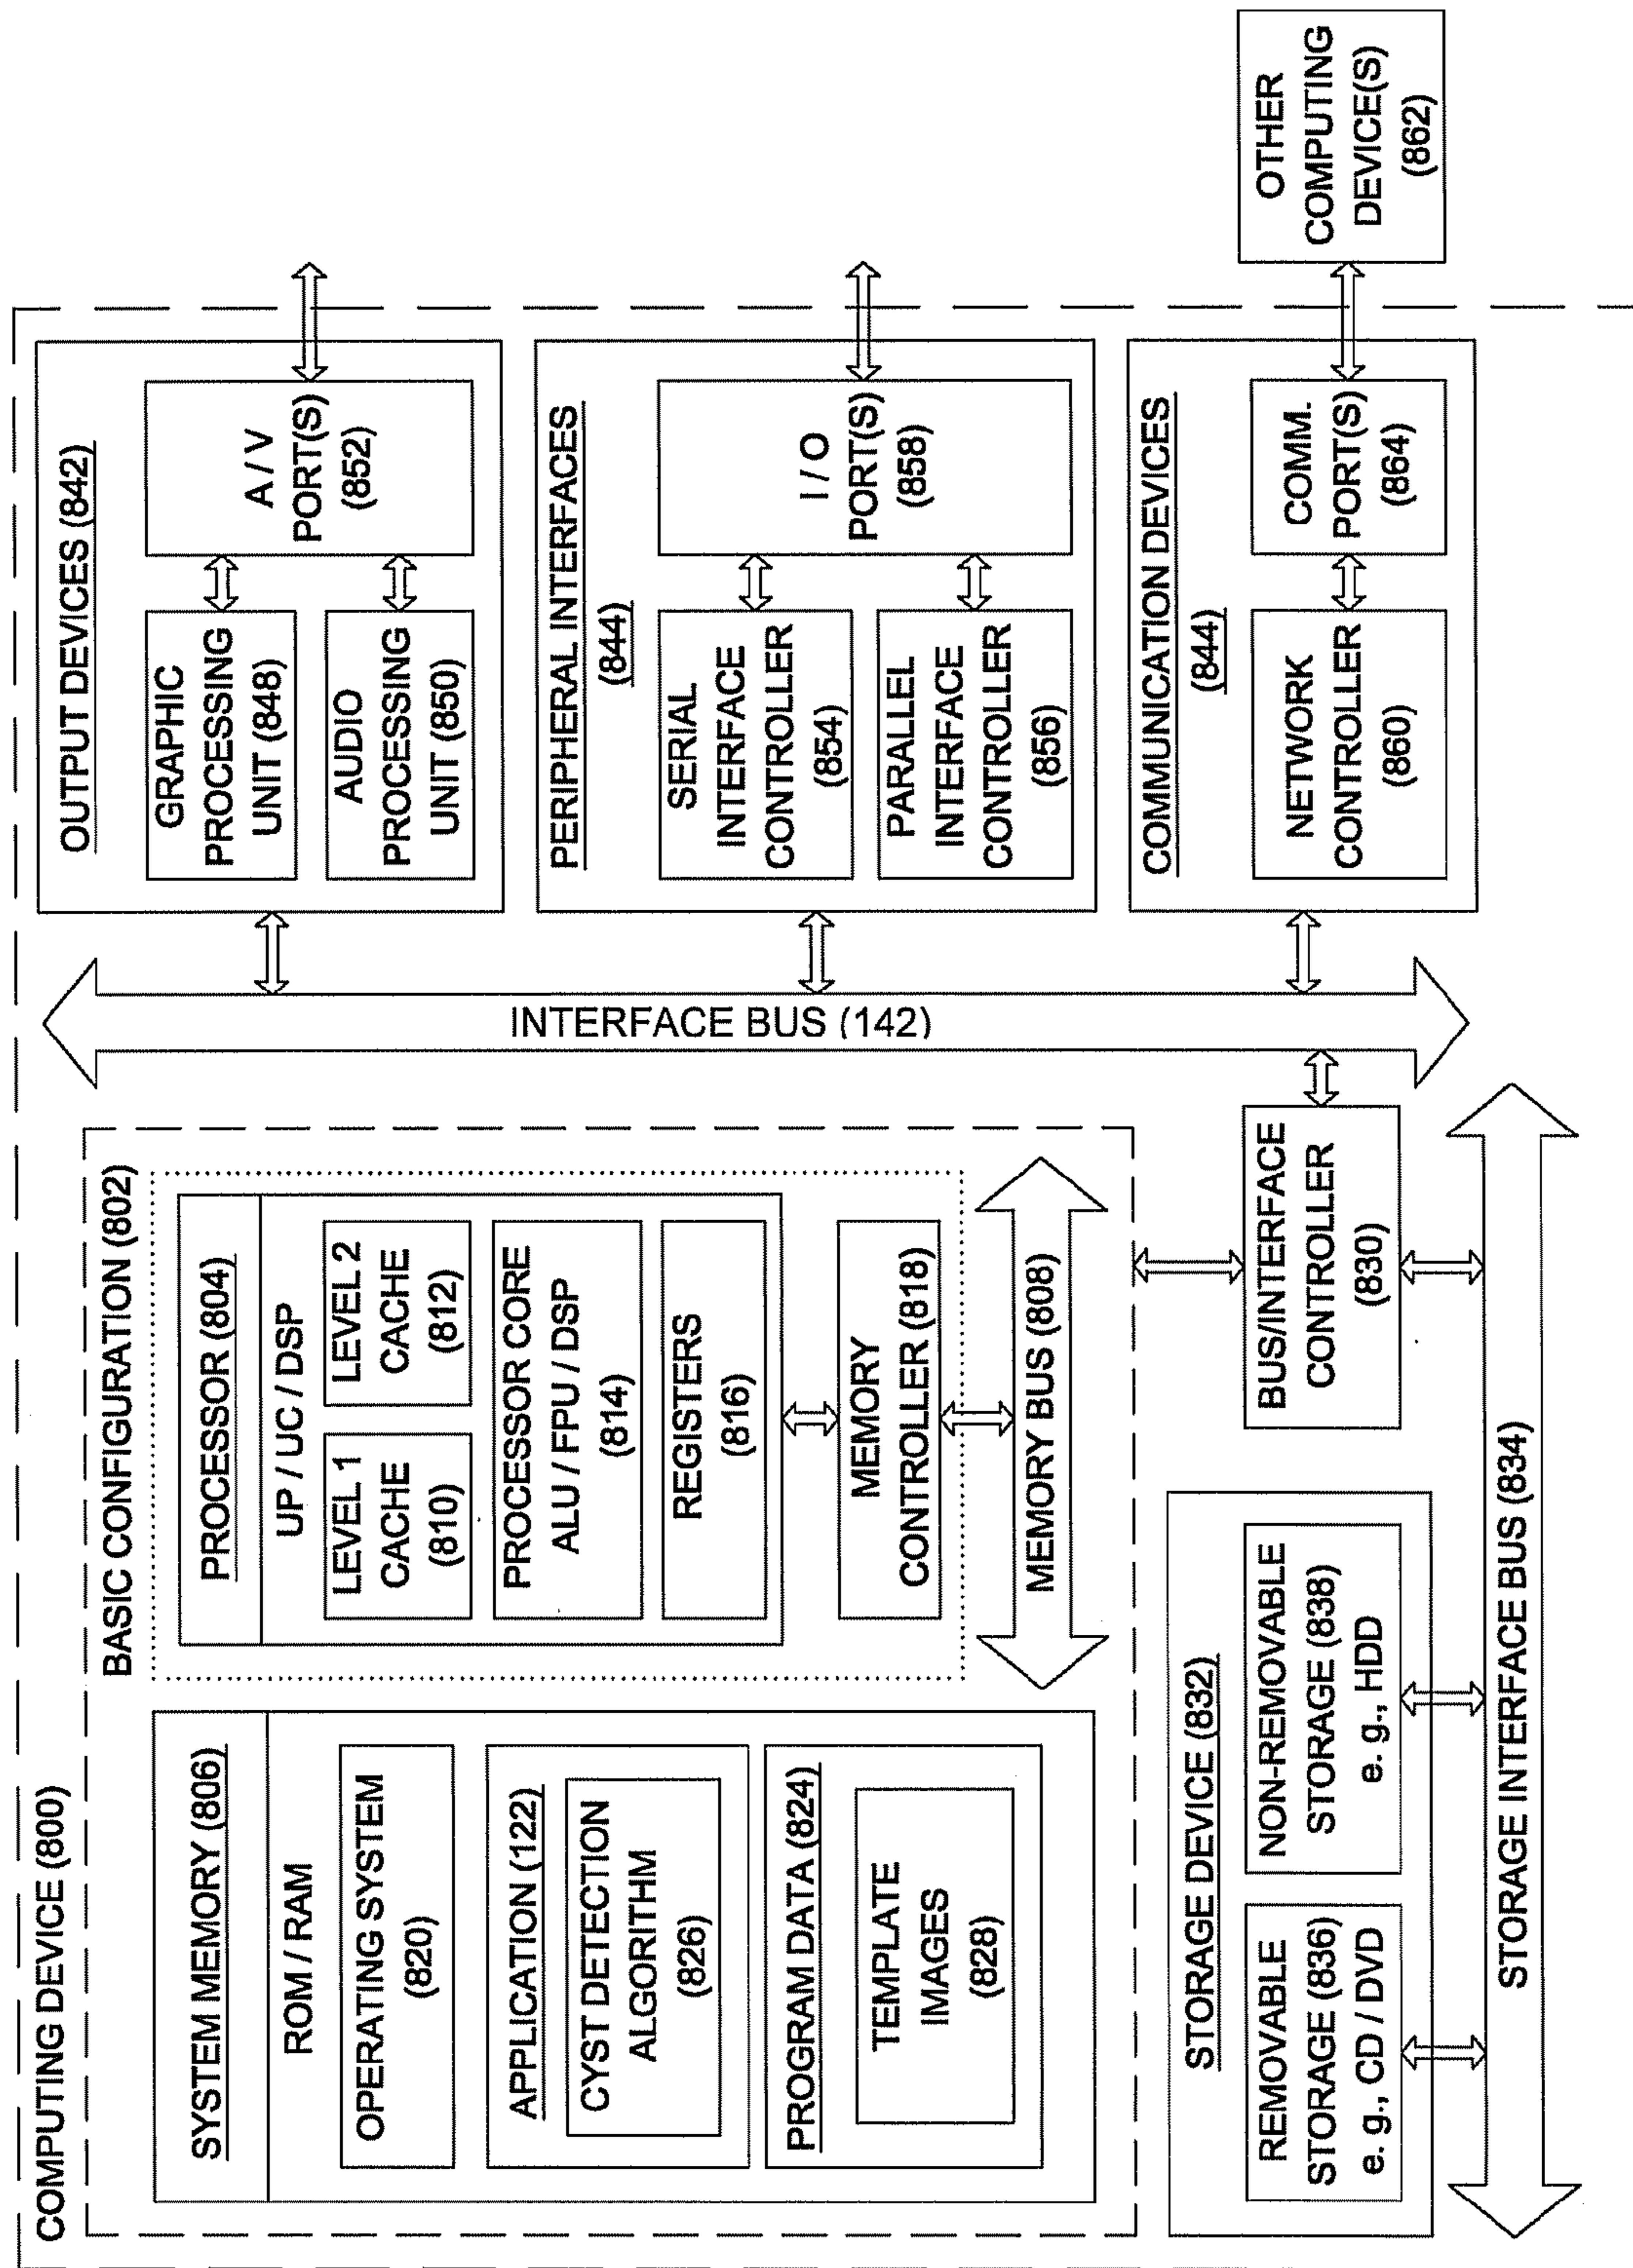 COMPUTING DEVICE (800)
BASIC CONFIGURATION (802)
SYSTEM MEMORY (806)
ROM / RAM
OPERATING SYSTEM
(820)
APPLICATION (122)
CYST DETECTION
ALGORITHM
(826)
PROGRAM DATA (824)
TEMPLATE
IMAGES
(828)
PROCESSOR (804)
UP / UC / DSP
LEVEL 1
CACHE
(810)
LEVEL 2
CACHE
(812)
PROCESSOR CORE
ALU / FPU / DSP
(814)
REGISTERS
(816)
MEMORY
CONTROLLER (818)
MEMORY BUS (808)
STORAGE DEVICE (832)
REMOVABLE
STORAGE (836)
e. g., CD / DVD
NON-REMOVABLE
STORAGE (838)
e. g., HDD
BUS/INTERFACE
CONTROLLER
(830)
STORAGE INTERFACE BUS (834)
INTERFACE BUS (142)
OUTPUT DEVICES (842)
GRAPHIC
PROCESSING
UNIT (848)
AUDIO
PROCESSING
UNIT (850)
A / V
PORT(S)
(852)
PERIPHERAL INTERFACES
(844)
SERIAL
INTERFACE
CONTROLLER
(854)
PARALLEL
INTERFACE
CONTROLLER
(856)
I / O
PORT(S)
(858)
COMMUNICATION DEVICES
(844)
NETWORK
CONTROLLER
(860)
COMM.
PORT(S)
(864)
OTHER
COMPUTING
DEVICE(S)
(862)